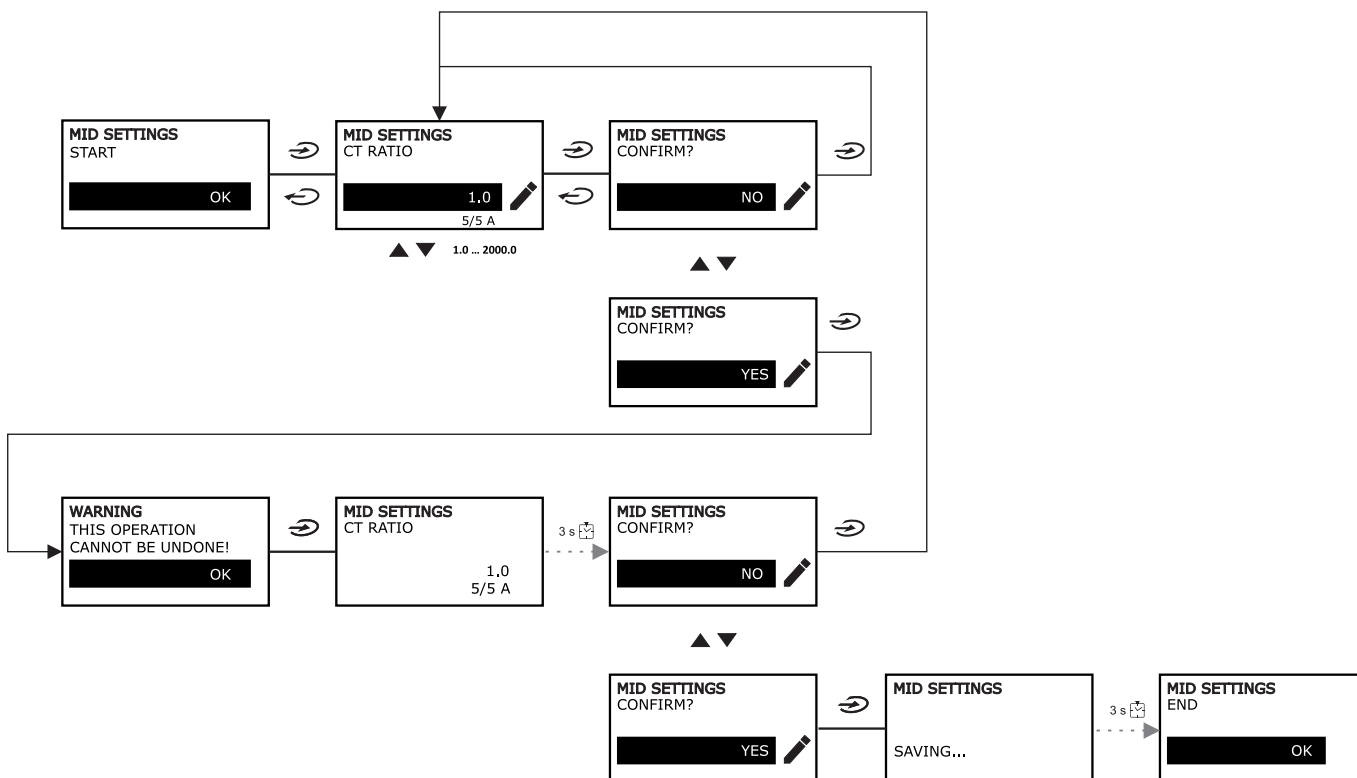 MID SETTINGS
START
OK
MID SETTINGS
CT RATIO
1.0
5/5 A
1.0 ... 2000.0
MID SETTINGS
CONFIRM?
NO
MID SETTINGS
CONFIRM?
YES
WARNING
THIS OPERATION
CANNOT BE UNDONE!
OK
MID SETTINGS
CT RATIO
1.0
5/5 A
3 s
MID SETTINGS
CONFIRM?
NO
MID SETTINGS
CONFIRM?
YES
MID SETTINGS
SAVING...
3 s
MID SETTINGS
END
OK